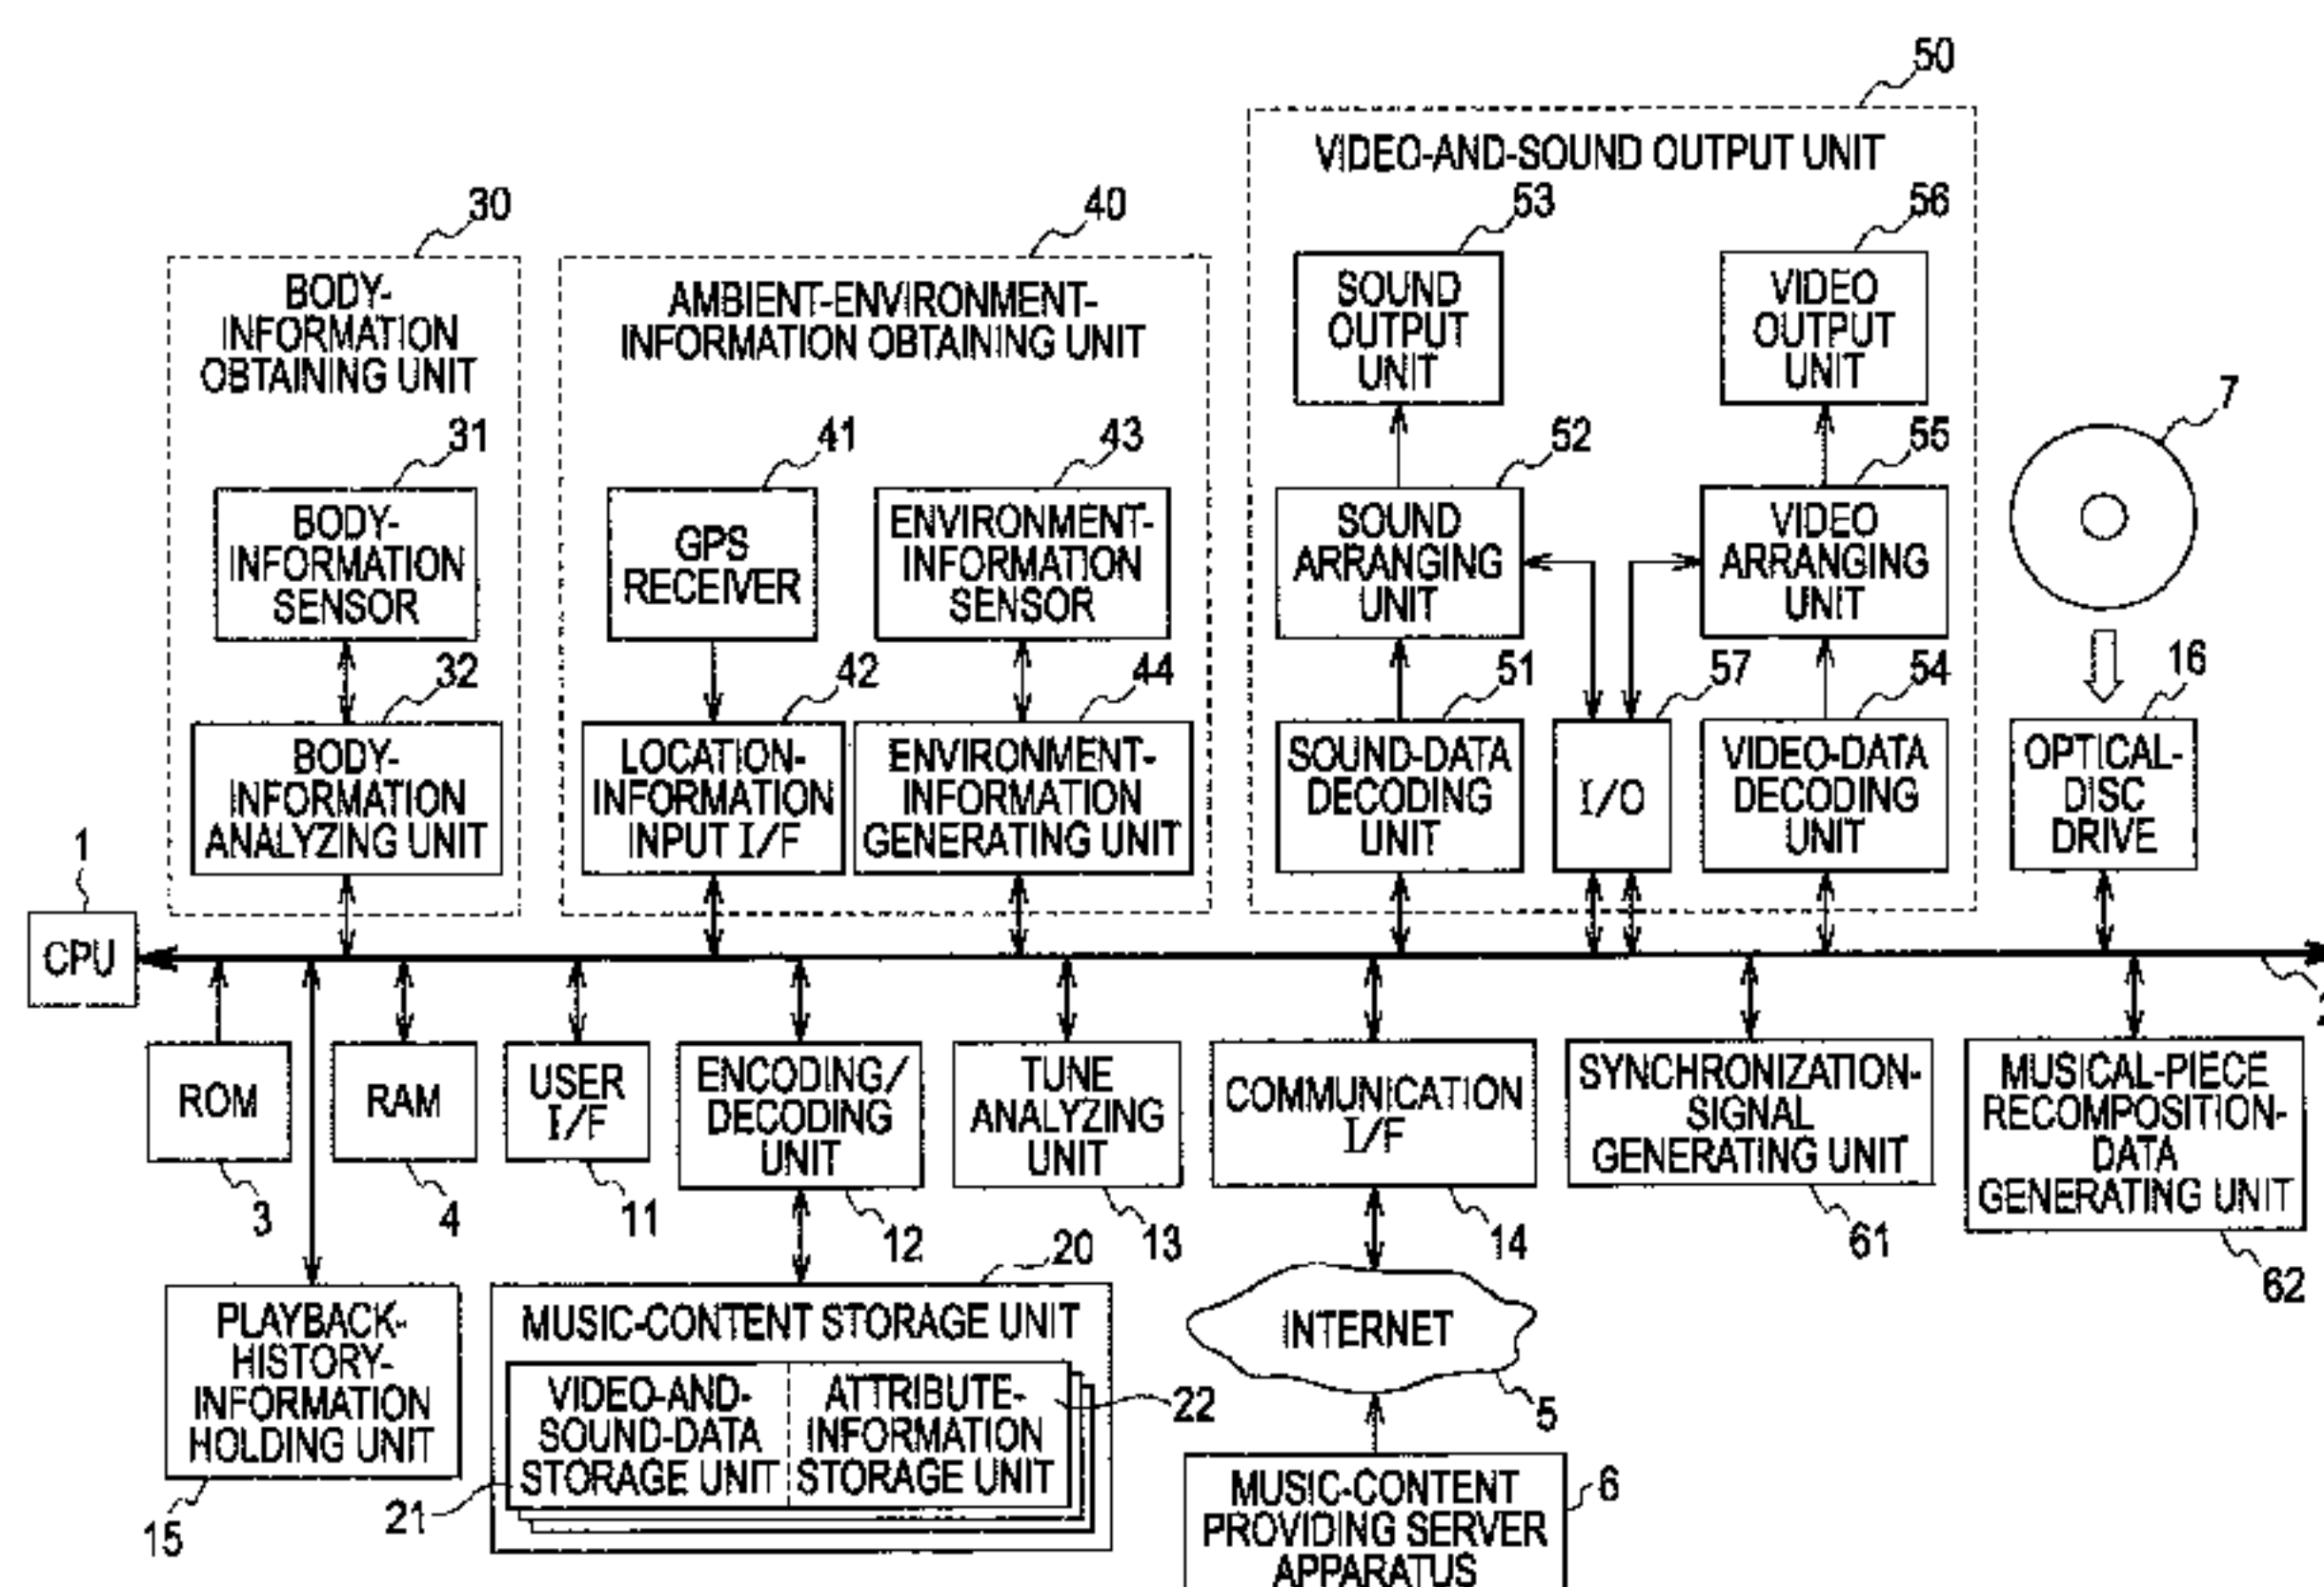 50
VIDEO-AND-SOUND OUTPUT UNIT
30
40
53
56
BODY-
INFORMATION
OBTAINING UNIT
AMBIENT-ENVIRONMENT-
INFORMATION OBTAINING UNIT
SOUND
OUTPUT
UNIT
VIDEO
OUTPUT
UNIT
7
31
41
43
52
55
BODY-
INFORMATION
SENSOR
GPS
RECEIVER
ENVIRONMENT-
INFORMATION
SENSOR
SOUND
ARRANGING
UNIT
VIDEO
ARRANGING
UNIT
32
42
44
51
57
54
16
BODY-
INFORMATION
ANALYZING UNIT
LOCATION-
INFORMATION
INPUT I/F
ENVIRONMENT-
INFORMATION
GENERATING UNIT
SOUND-DATA
DECODING
UNIT
I/O
VIDEO-DATA
DECODING
UNIT
OPTICAL-
DISC
DRIVE
1
CPU
ROM
RAM
USER
I/F
ENCODING/
DECODING
UNIT
TUNE
ANALYZING
UNIT
COMMUNICATION
I/F
SYNCHRONIZATION-
SIGNAL
GENERATING UNIT
MUSICAL-PIECE
RECOMPOSITION-
DATA
GENERATING UNIT
3
4
11
12
13
14
61
62
20
PLAYBACK-
HISTORY-
INFORMATION
HOLDING UNIT
15
MUSIC-CONTENT STORAGE UNIT
VIDEO-AND-
SOUND-DATA
STORAGE UNIT
ATTRIBUTE-
INFORMATION
STORAGE UNIT
21
22
INTERNET
5
MUSIC-CONTENT
PROVIDING SERVER
APPARATUS
6